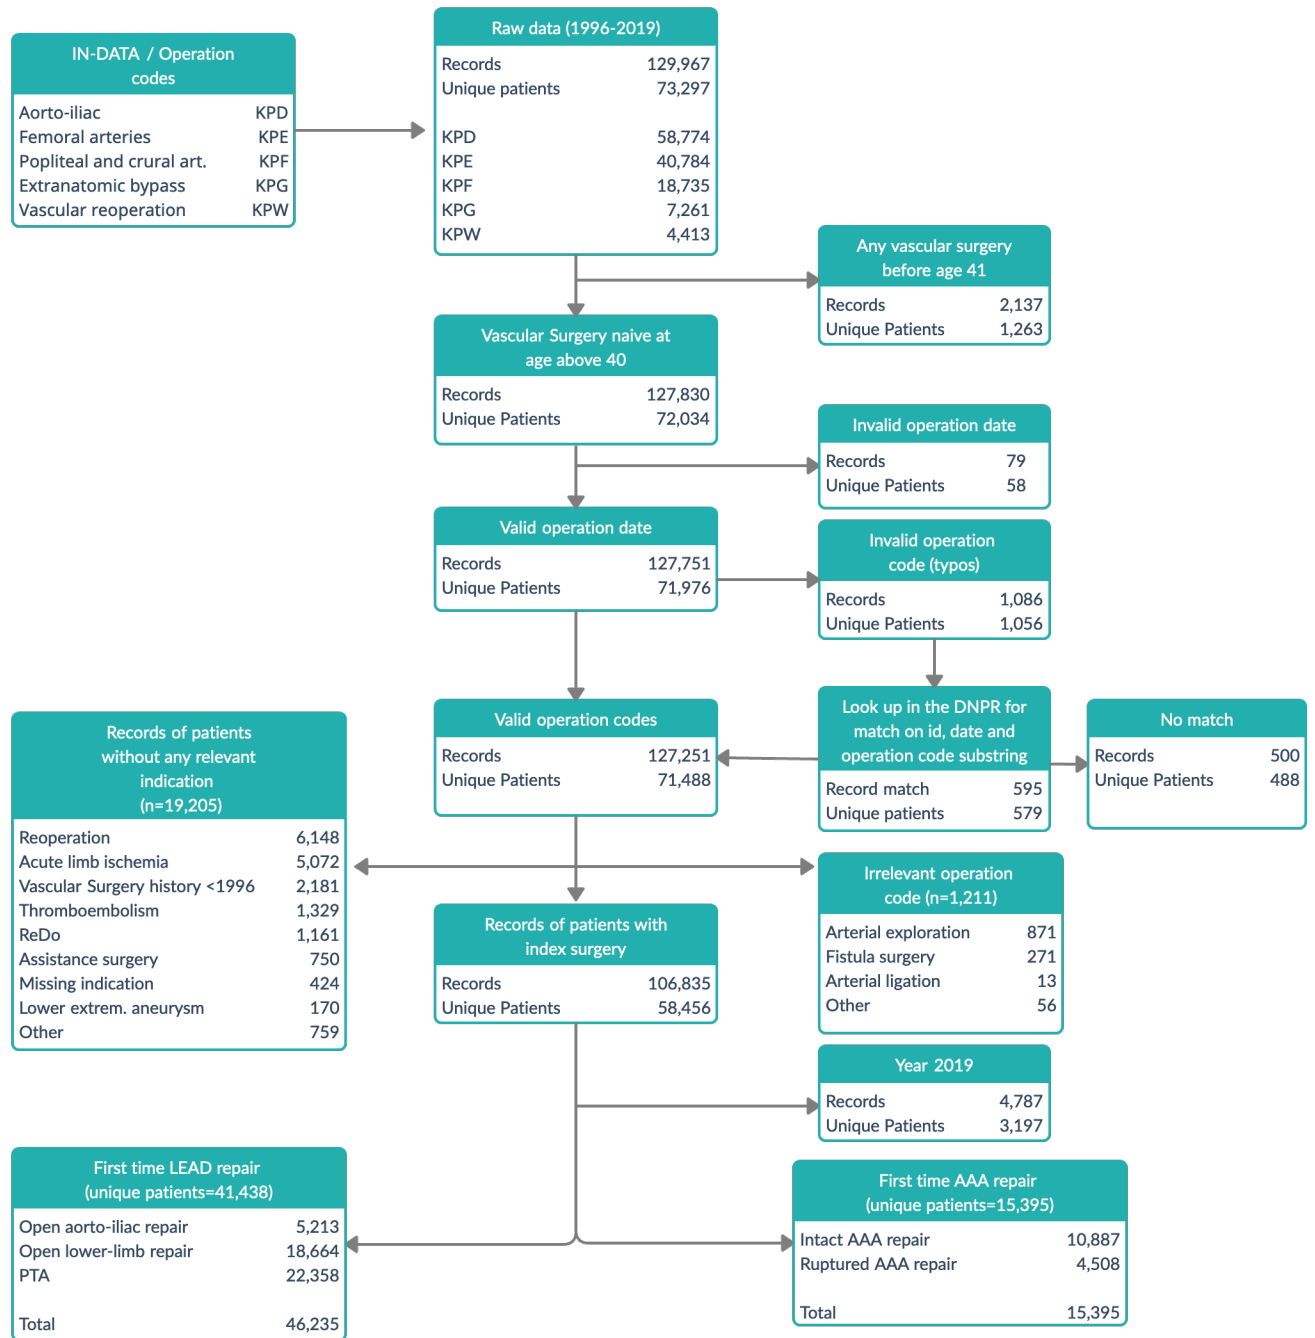 IN-DATA / Operation
codes
Aorto-iliac KPD
Femoral arteries KPE
Popliteal and crural art. KPF
Extranatomic bypass KPG
Vascular reoperation KPW
Raw data (1996-2019)
Records 129,967
Unique patients 73,297
KPD 58,774
KPE 40,784
KPF 18,735
KPG 7,261
KPW 4,413
Any vascular surgery
before age 41
Records 2,137
Unique Patients 1,263
Vascular Surgery naive at
age above 40
Records 127,830
Unique Patients 72,034
Invalid operation date
Records 79
Unique Patients 58
Valid operation date
Records 127,751
Unique Patients 71,976
Invalid operation
code (typos)
Records 1,086
Unique Patients 1,056
Valid operation codes
Records 127,251
Unique Patients 71,488
Look up in the DNPR for
match on id, date and
operation code substring
Record match 595
Unique patients 579
No match
Records 500
Unique Patients 488
Records of patients
without any relevant
indication
(n=19,205)
Reoperation 6,148
Acute limb ischemia 5,072
Vascular Surgery history <1996 2,181
Thromboembolism 1,329
ReDo 1,161
Assistance surgery 750
Missing indication 424
Lower extrem. aneurysm 170
Other 759
Irrelevant operation
code (n=1,211)
Arterial exploration 871
Fistula surgery 271
Arterial ligation 13
Other 56
Records of patients with
index surgery
Records 106,835
Unique Patients 58,456
Year 2019
Records 4,787
Unique Patients 3,197
First time LEAD repair
(unique patients=41,438)
Open aorto-iliac repair 5,213
Open lower-limb repair 18,664
PTA 22,358
Total 46,235
First time AAA repair
(unique patients=15,395)
Intact AAA repair 10,887
Ruptured AAA repair 4,508
Total 15,395